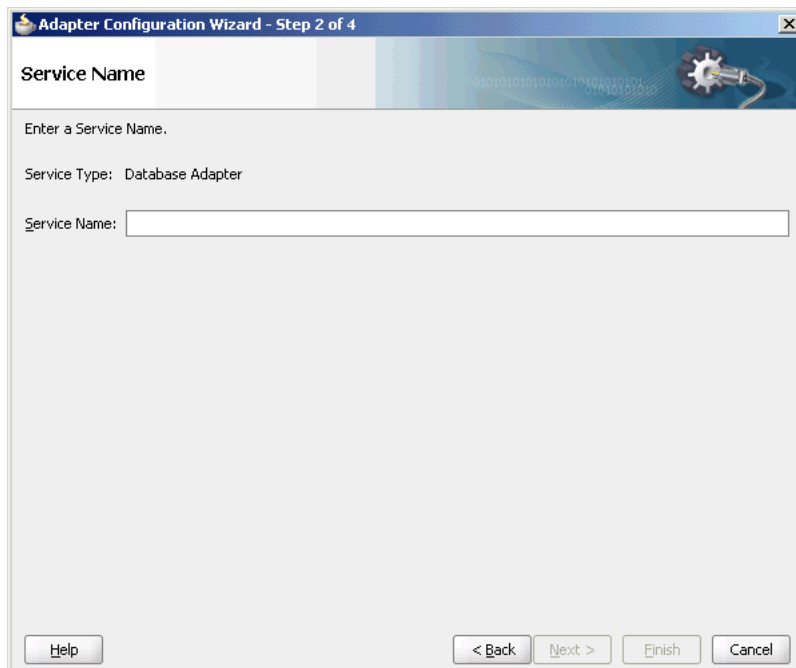 Adapter Configuration Wizard - Step 2 of 4
Service Name
Enter a Service Name.
Service Type: Database Adapter
Service Name:
Help
< Back
Next >
Finish
Cancel